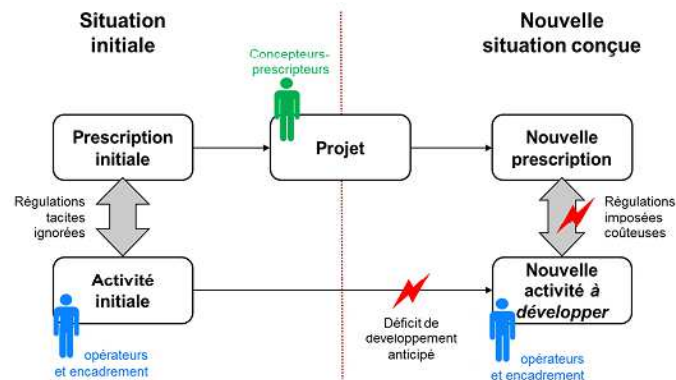 Situation
initiale
Nouvelle
situation conçue
Concepteurs-
prescripteurs
Prescription
initiale
Projet
Nouvelle
prescription
Régulations
tacites
ignorées
Régulations
imposées
coûteuses
Activité
initiale
Nouvelle
activité à
développer
Déficit de
developpement
anticipé
opérateurs
et encadrement
opérateurs
et encadrement